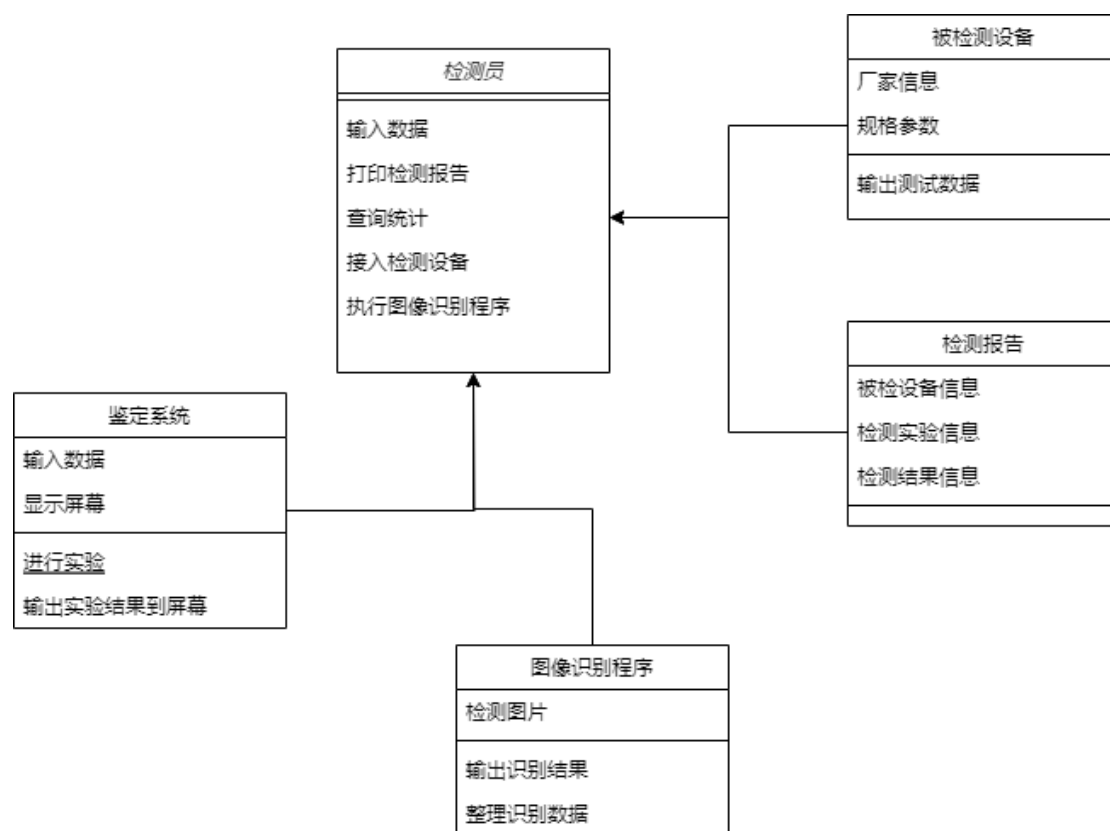 检测员
输入数据
打印检测报告
查询统计
接入检测设备
执行图像识别程序
被检测设备
厂家信息
规格参数
输出测试数据
检测报告
被检设备信息
检测实验信息
检测结果信息
鉴定系统
输入数据
显示屏幕
进行实验
输出实验结果到屏幕
图像识别程序
检测图片
输出识别结果
整理识别数据